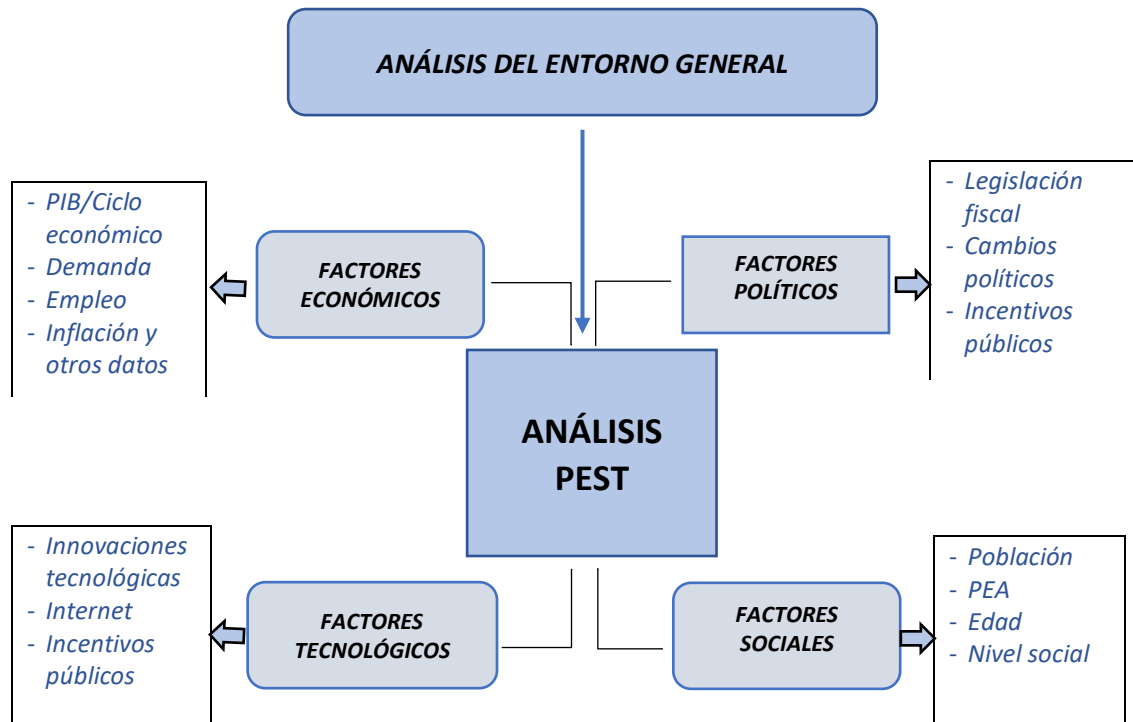 ANÁLISIS DEL ENTORNO GENERAL
- PIB/Ciclo
económico
- Demanda
- Empleo
- Inflación y
otros datos
FACTORES
ECONÓMICOS
FACTORES
POLÍTICOS
- Legislación
fiscal
- Cambios
políticos
- Incentivos
públicos
ANÁLISIS
PEST
- Innovaciones
tecnológicas
- Internet
- Incentivos
públicos
FACTORES
TECNOLÓGICOS
FACTORES
SOCIALES
- Población
- PEA
- Edad
- Nivel social